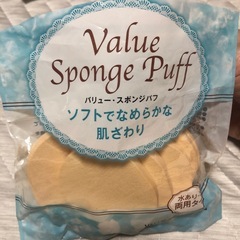 Value
Sponge Puff
バリュー・スポンジパフ
ソフトでなめらかな
肌ざわり
水あり
両用タ